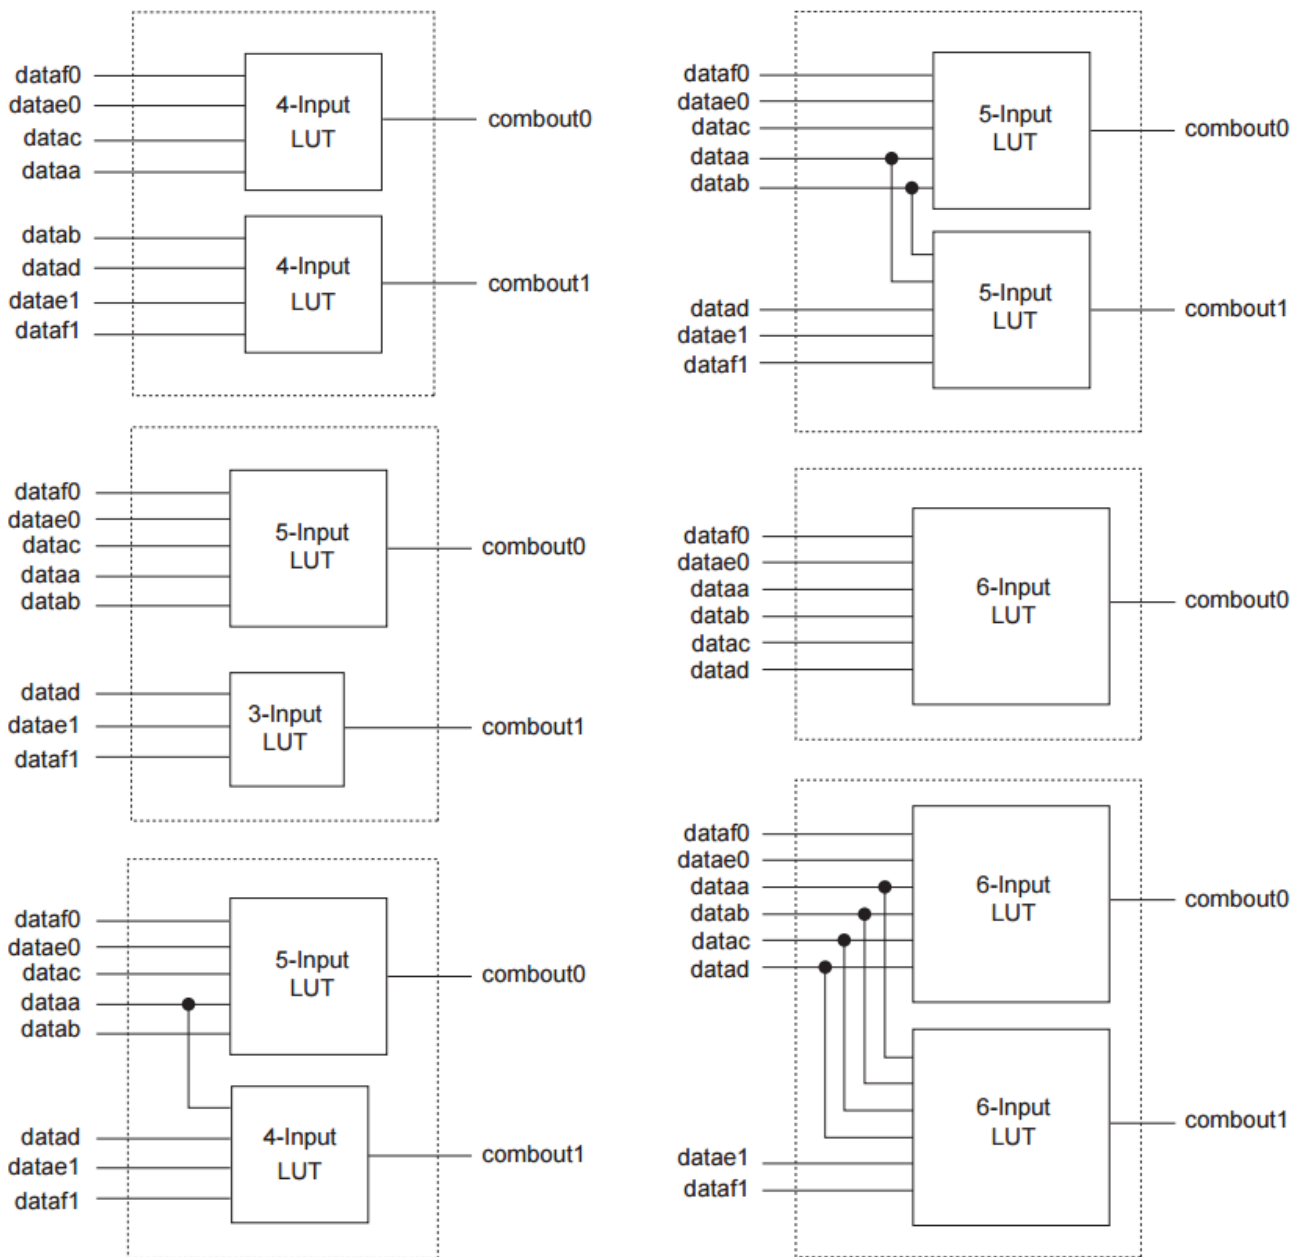 dataf0
datae0
datac
dataa
4-Input
LUT
combout0
datab
datad
datae1
dataf1
4-Input
LUT
combout1
dataf0
datae0
datac
dataa
datab
5-Input
LUT
combout0
datad
datae1
dataf1
3-Input
LUT
combout1
dataf0
datae0
datac
dataa
datab
5-Input
LUT
combout0
datad
datae1
dataf1
4-Input
LUT
combout1
dataf0
datae0
datac
dataa
datab
5-Input
LUT
combout0
datad
datae1
dataf1
5-Input
LUT
combout1
dataf0
datae0
dataa
datab
datac
datad
6-Input
LUT
combout0
dataf0
datae0
dataa
datab
datac
datad
6-Input
LUT
combout0
datae1
dataf1
6-Input
LUT
combout1